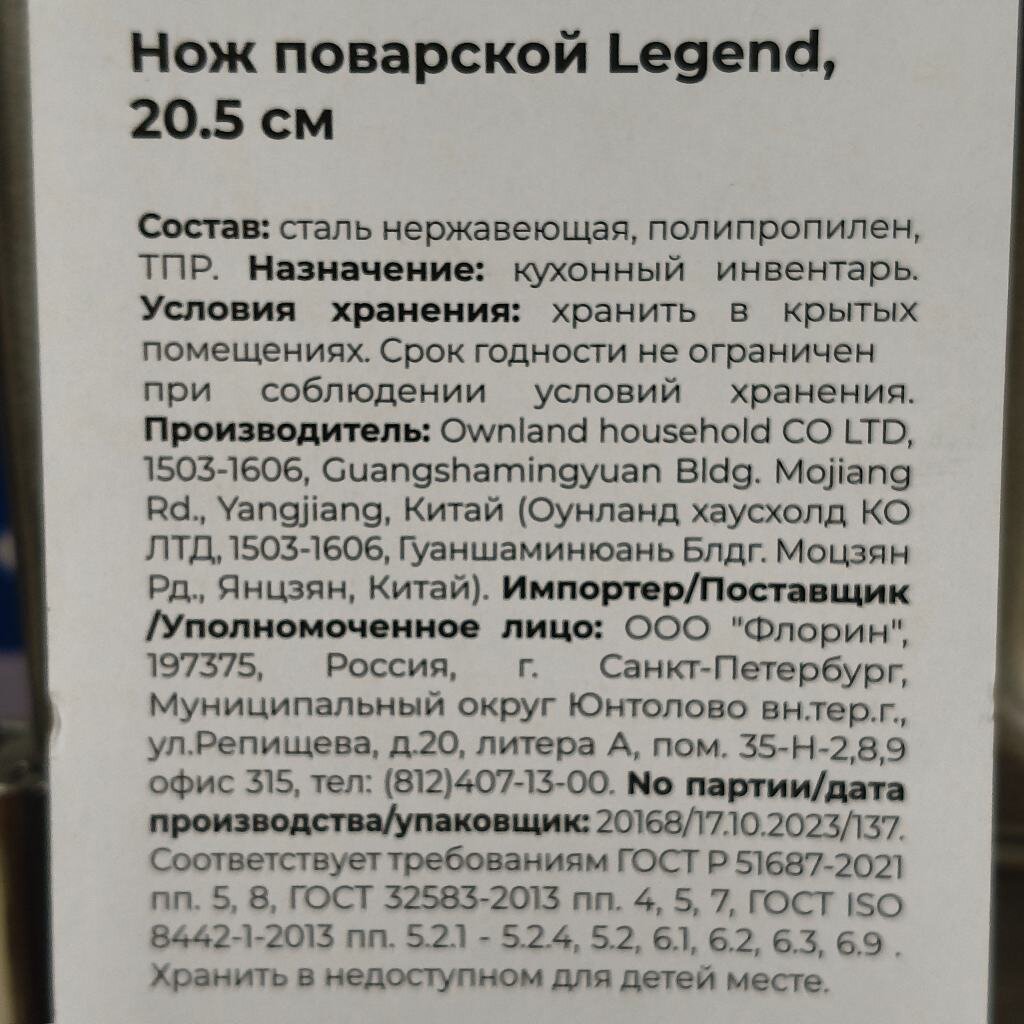 Нож поварской Legend,
20.5 см
Состав: сталь нержавеющая, полипропилен,
ТПР. Назначение: кухонный инвентарь.
Условия хранения: хранить в крытых
помещениях. Срок годности не ограничен
при соблюдении условий хранения.
Производитель: Ownland household CO LTD,
1503-1606, Guangshamingyuan Bldg. Mojiang
Rd., Yangjiang, Китай (Оунланд хаусхолд КО
ЛТД, 1503-1606, Гуаншаминюань Блдг. Моцзян
Рд., Янцзян, Китай). Импортер/Поставщик
/Уполномоченное лицо: ООО "Флорин",
197375, Россия, г. Санкт-Петербург,
Муниципальный округ Юнтолово вн.тер.г.,
ул.Репищева, д.20, литера А, пом. 35-Н-2,8,9
офис 315, тел: (812)407-13-00. No партии/дата
производства/упаковщик: 20168/17.10.2023/137.
Соответствует требованиям ГОСТ Р 51687-2021
пп. 5, 8, ГОСТ 32583-2013 пп. 4, 5, 7, ГОСТ ISO
8442-1-2013 пп. 5.2.1 - 5.2.4, 5.2, 6.1, 6.2, 6.3, 6.9 .
Хранить в недоступном для детей месте.